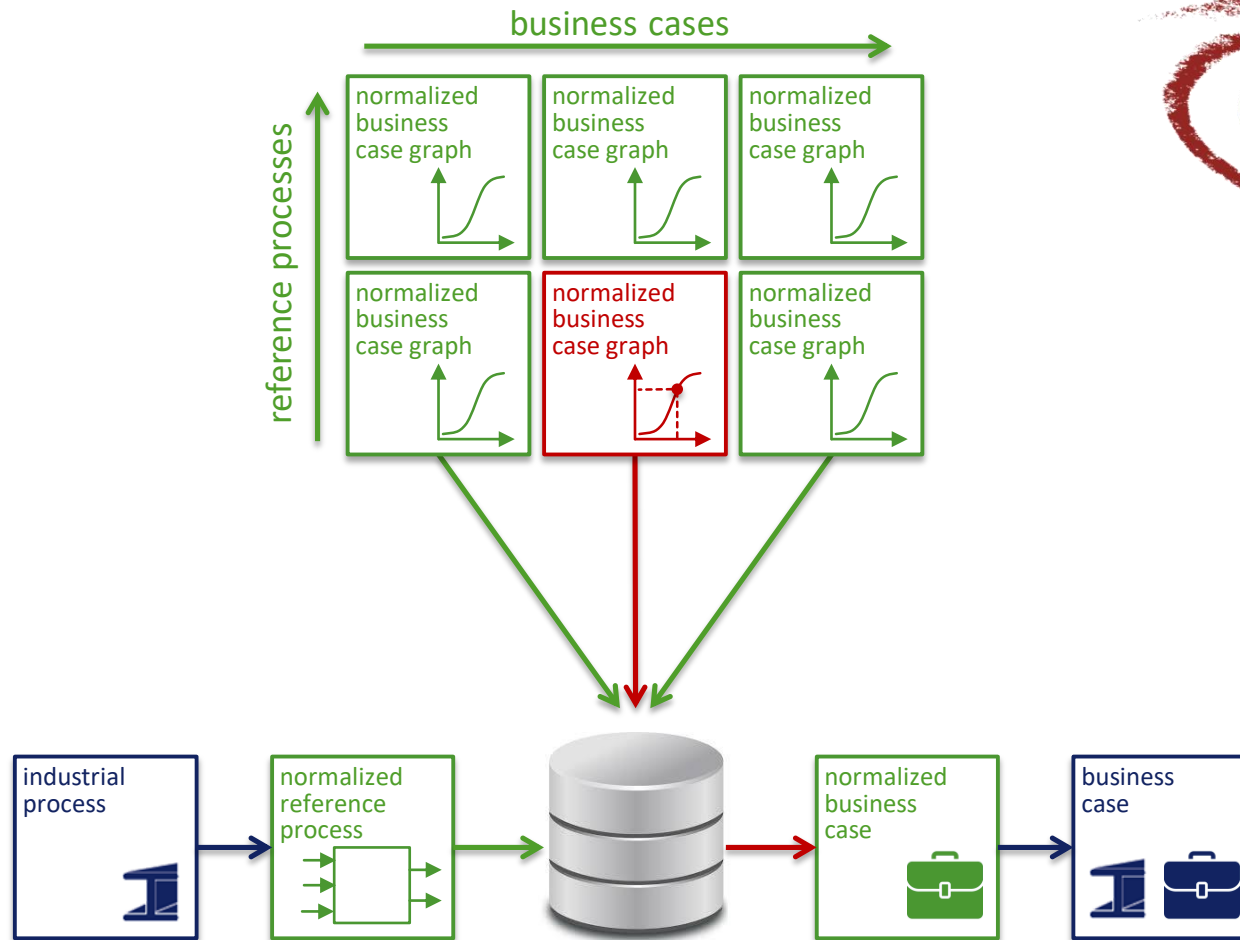 business cases
reference processes
normalized
business
case graph
normalized
business
case graph
normalized
business
case graph
normalized
business
case graph
normalized
business
case graph
normalized
business
case graph
industrial
process
normalized
reference
process
normalized
business
case
business
case